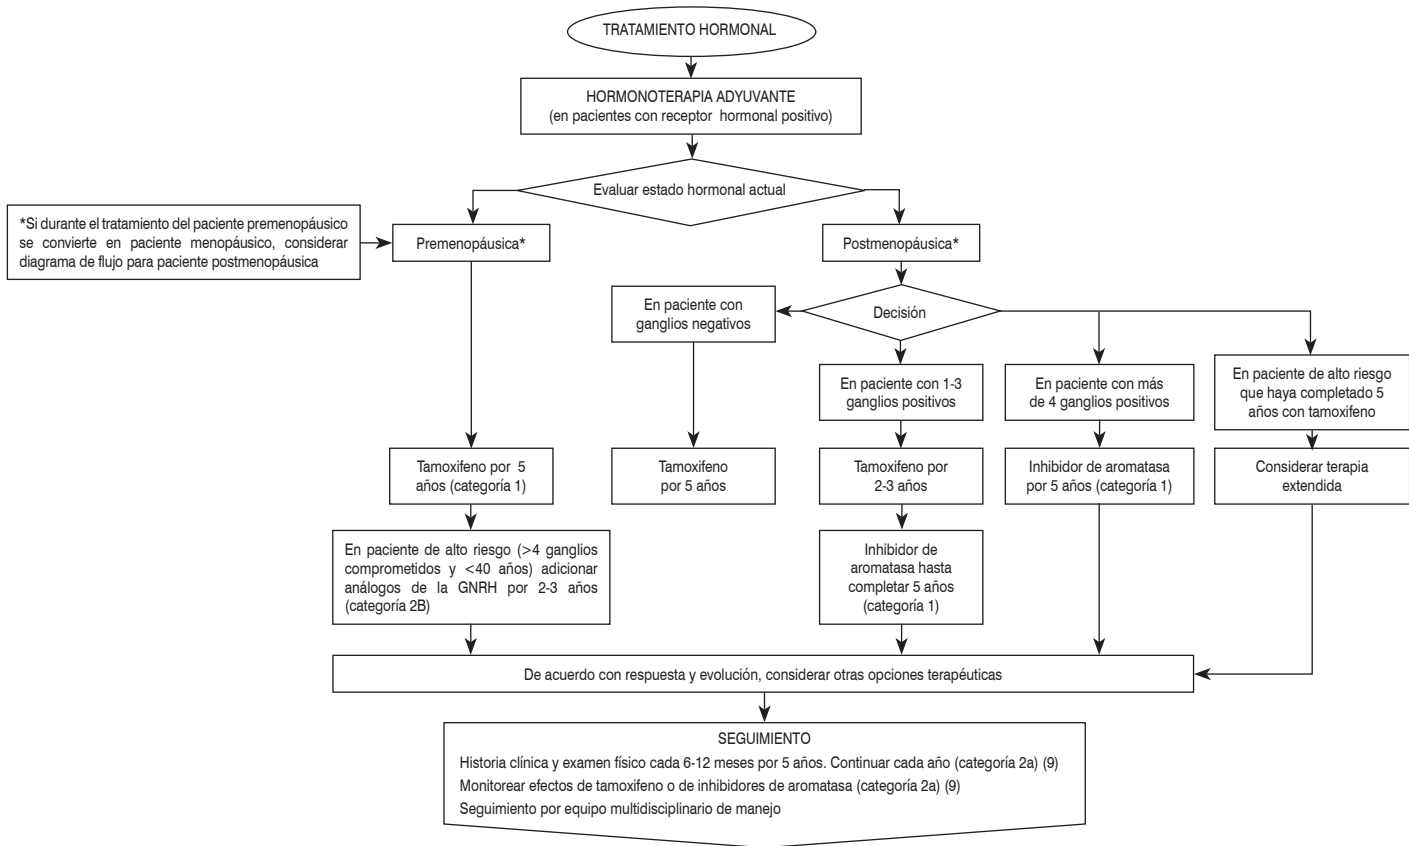 TRATAMIENTO HORMONAL
HORMONOTERAPIA ADYUVANTE
(en pacientes con receptor hormonal positivo)
Evaluar estado hormonal actual
*Si durante el tratamiento del paciente premenopáusico
se convierte en paciente menopáusico, considerar
diagrama de flujo para paciente postmenopáusica
Premenopáusica*
Postmenopáusica*
Decisión
En paciente con
ganglios negativos
En paciente con 1-3
ganglios positivos
En paciente con más
de 4 ganglios positivos
En paciente de alto riesgo
que haya completado 5
años con tamoxifeno
Tamoxifeno por 5
años (categoría 1)
Tamoxifeno
por 5 años
Tamoxifeno por
2-3 años
Inhibidor de aromatasa
por 5 años (categoría 1)
Considerar terapia
extendida
En paciente de alto riesgo (>4 ganglios
comprometidos y <40 años) adicionar
análogos de la GNRH por 2-3 años
(categoría 2B)
Inhibidor de
aromatasa hasta
completar 5 años
(categoría 1)
De acuerdo con respuesta y evolución, considerar otras opciones terapéuticas
SEGUIMIENTO
Historia clínica y examen físico cada 6-12 meses por 5 años. Continuar cada año (categoría 2a) (9)
Monitorear efectos de tamoxifeno o de inhibidores de aromatasa (categoría 2a) (9)
Seguimiento por equipo multidisciplinario de manejo